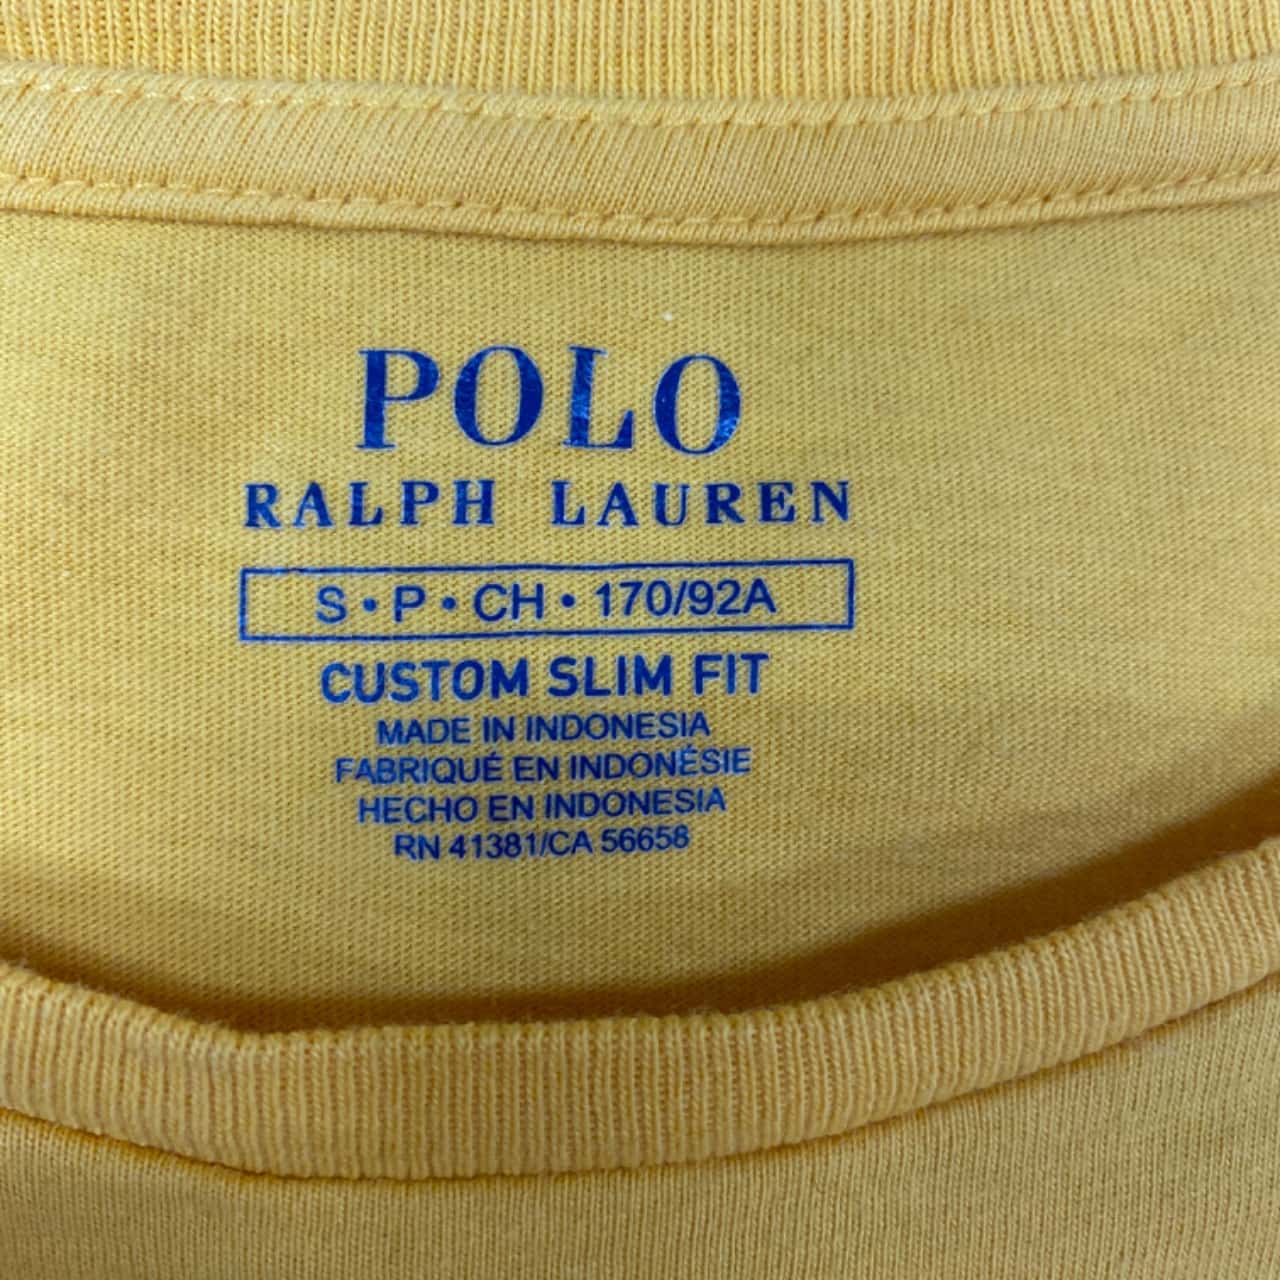 POLO
RALPH LAUREN
S • P • CH • 170/92A
CUSTOM SLIM FIT
MADE IN INDONESIA
FABRIQUÉ EN INDONÉSIE
HECHO EN INDONESIA
RN 41381/CA 56658